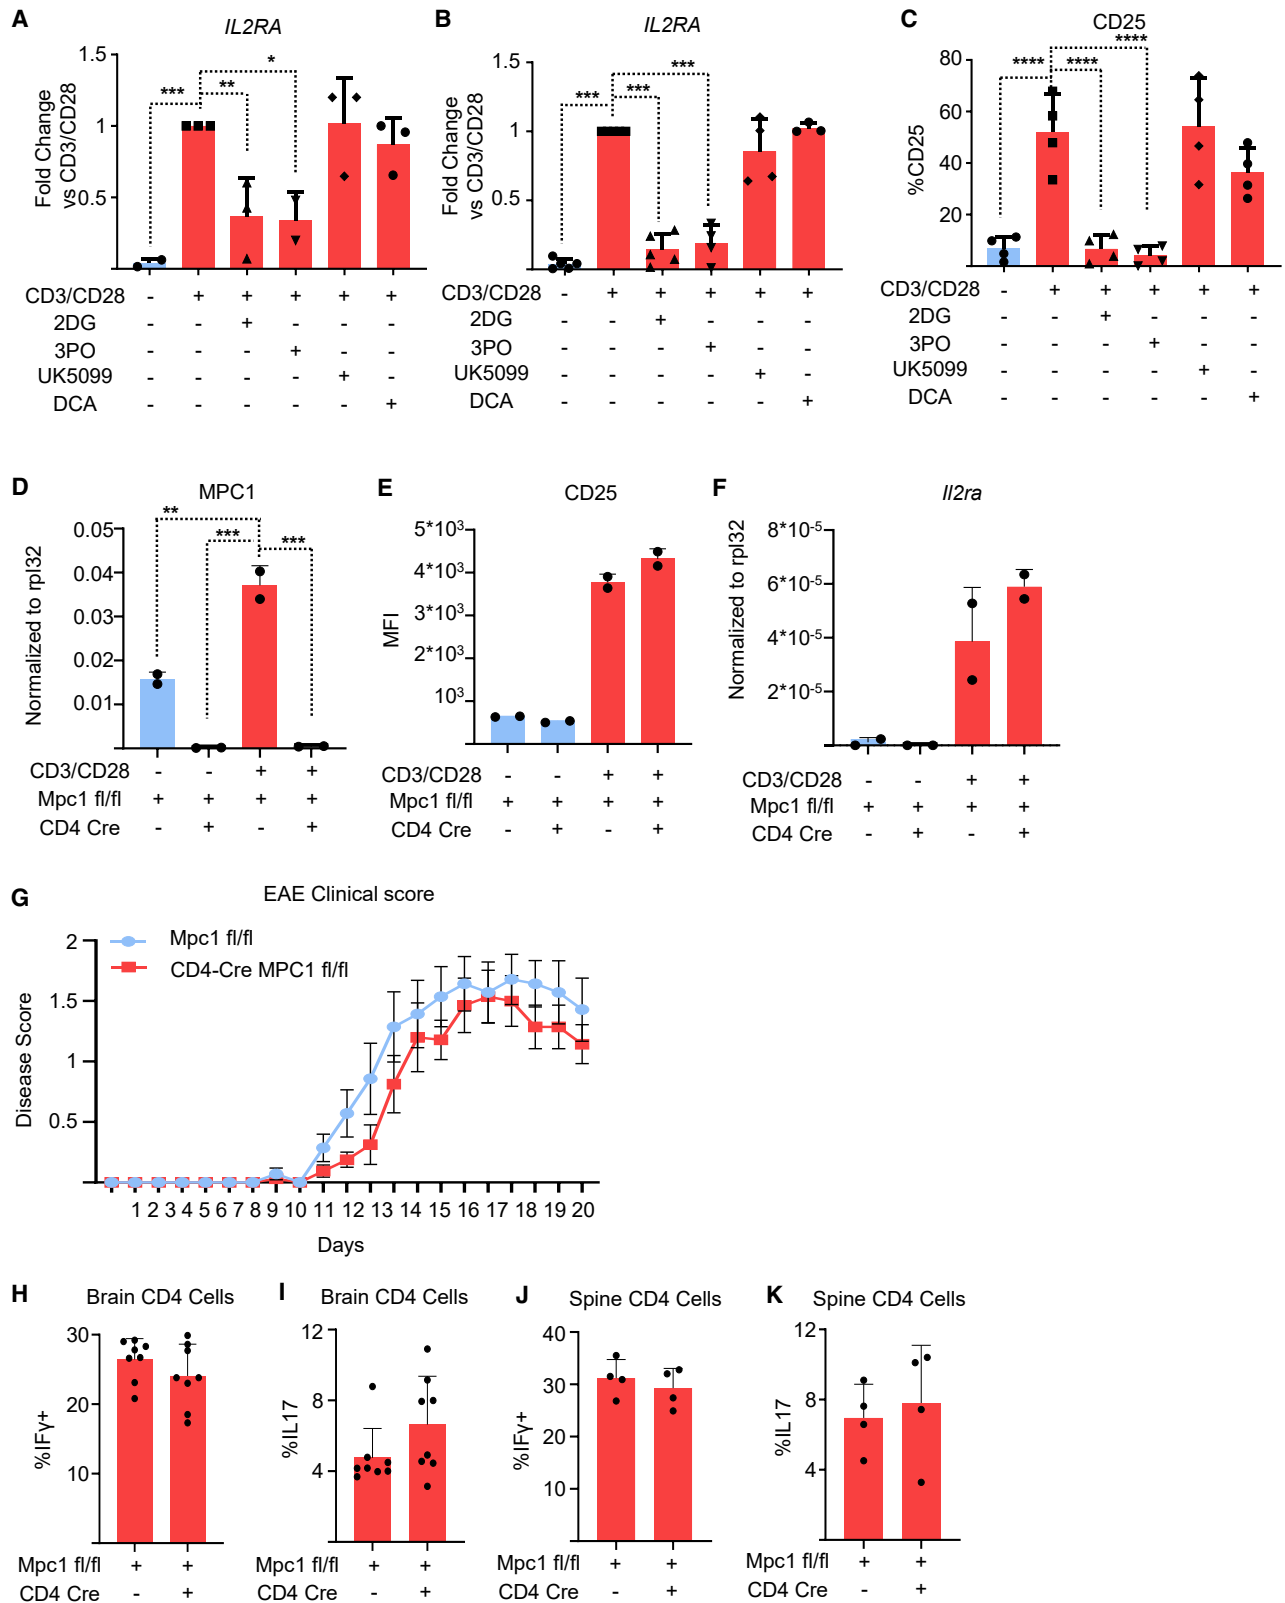 A
IL2RA
Fold Change
vs CD3/CD28
1.5
1
0.5
***
**
*
CD3/CD28 - + + + + +
2DG - - + - - -
3PO - - - + - -
UK5099 - - - - + -
DCA - - - - - +
B
IL2RA
Fold Change
vs CD3/CD28
1.5
1
0.5
***
***
***
CD3/CD28 - + + + + +
2DG - - + - - -
3PO - - - + - -
UK5099 - - - - + -
DCA - - - - - +
C
CD25
%CD25
80
60
40
20
****
****
****
CD3/CD28 - + + + + +
2DG - - + - - -
3PO - - - + - -
UK5099 - - - - + -
DCA - - - - - +
D
MPC1
Normalized to rpl32
0.05
0.04
0.03
0.02
0.01
**
***
***
CD3/CD28 - - + +
Mpc1 fl/fl + + + +
CD4 Cre - + - +
E
CD25
MFI
5*10³
4*10³
3*10³
2*10³
10³
CD3/CD28 - - + +
Mpc1 fl/fl + + + +
CD4 Cre - + - +
F
Il2ra
Normalized to rpl32
8*10-⁵
6*10-⁵
4*10-⁵
2*10-⁵
CD3/CD28 - - + +
Mpc1 fl/fl + + + +
CD4 Cre - + - +
G
EAE Clinical score
Mpc1 fl/fl
CD4-Cre MPC1 fl/fl
Disease Score
2
1.5
1
0.5
1 2 3 4 5 6 7 8 9 10 11 12 13 14 15 16 17 18 19 20
Days
H
Brain CD4 Cells
%IFγ+
30
20
10
Mpc1 fl/fl + +
CD4 Cre - +
I
Brain CD4 Cells
%IL17
12
8
4
Mpc1 fl/fl + +
CD4 Cre - +
J
Spine CD4 Cells
%IFγ+
40
30
20
10
Mpc1 fl/fl + +
CD4 Cre - +
K
Spine CD4 Cells
%IL17
12
8
4
Mpc1 fl/fl + +
CD4 Cre - +